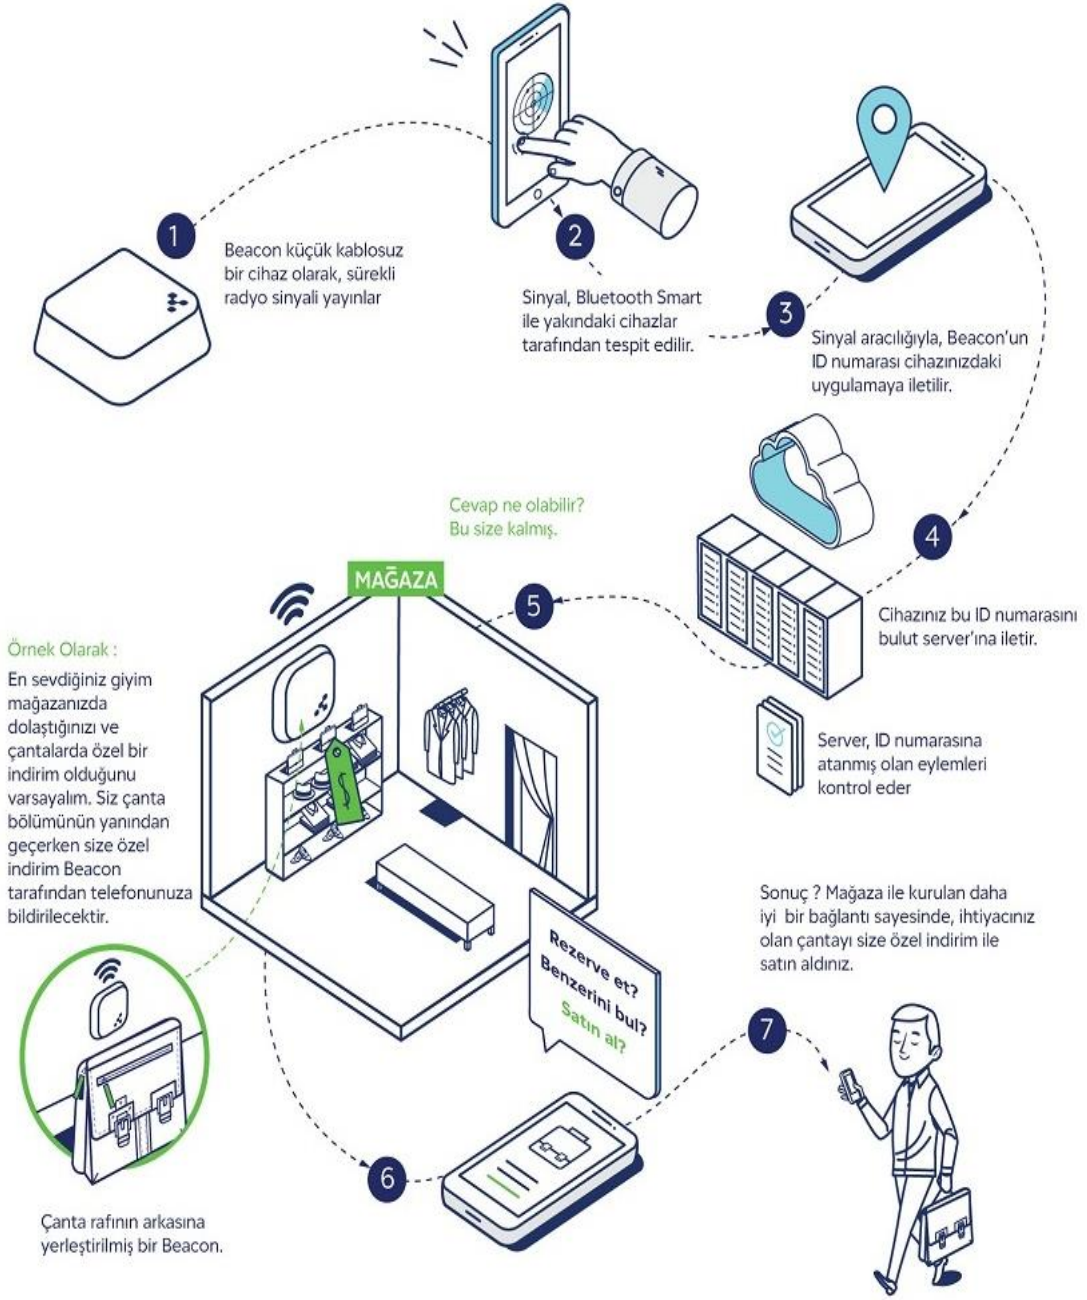 1
Beacon küçük kablosuz
bir cihaz olarak, sürekli
radyo sinyali yayınlar
2
Sinyal, Bluetooth Smart
ile yakındaki cihazlar
tarafından tespit edilir.
3
Sinyal aracılığıyla, Beacon'un
ID numarası cihazınızdaki
uygulamaya iletilir.
4
Cihazınız bu ID numarasını
bulut server'ına iletir.
Server, ID numarasına
atanmış olan eylemleri
kontrol eder
5
Cevap ne olabilir?
Bu size kalmış.
MAĞAZA
Örnek Olarak :
En sevdiğiniz giyim
mağazanızda
dolaştığınızı ve
çantalarda özel bir
indirim olduğunu
varsayalım. Siz çanta
bölümünün yanından
geçerken size özel
indirim Beacon
tarafından telefonunuza
bildirilecektir.
Çanta rafının arkasına
yerleştirilmiş bir Beacon.
6
Rezerve et?
Benzerini bul?
Satın al?
7
Sonuç ? Mağaza ile kurulan daha
iyi bir bağlantı sayesinde, ihtiyacınız
olan çantayı size özel indirim ile
satın aldınız.